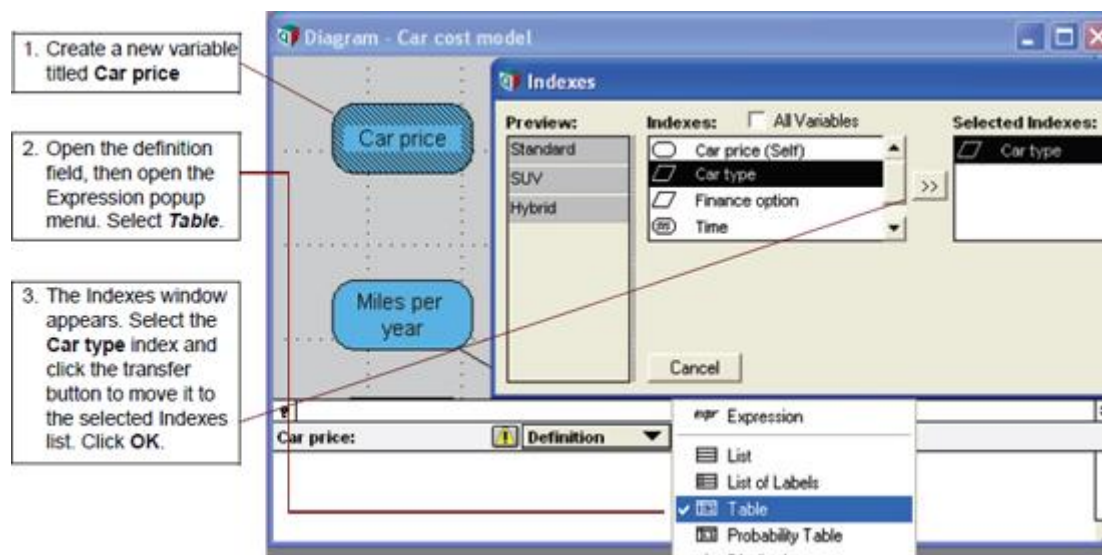 1. Create a new variable
titled Car price
2. Open the definition
field, then open the
Expression popup
menu. Select Table.
3. The Indexes window
appears. Select the
Car type index and
click the transfer
button to move it to
the selected Indexes
list. Click OK.
Diagram - Car cost model
Car price
Miles per
year
Indexes
Preview:
Standard
SUV
Hybrid
Indexes:
All Variables
Car price (Self)
Car type
Finance option
Time
>>
Selected Indexes:
Car type
Cancel
Car price:
Definition
expr Expression
List
List of Labels
Table
Probability Table